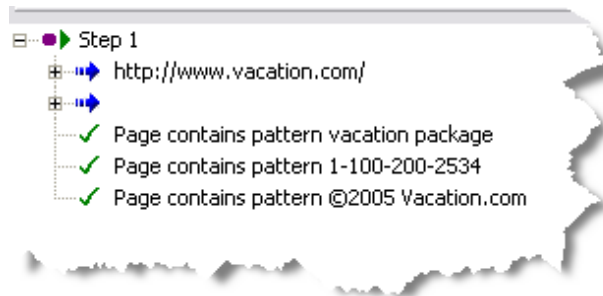 Step 1
http://www.vacation.com/
Page contains pattern vacation package
Page contains pattern 1-100-200-2534
Page contains pattern ©2005 Vacation.com